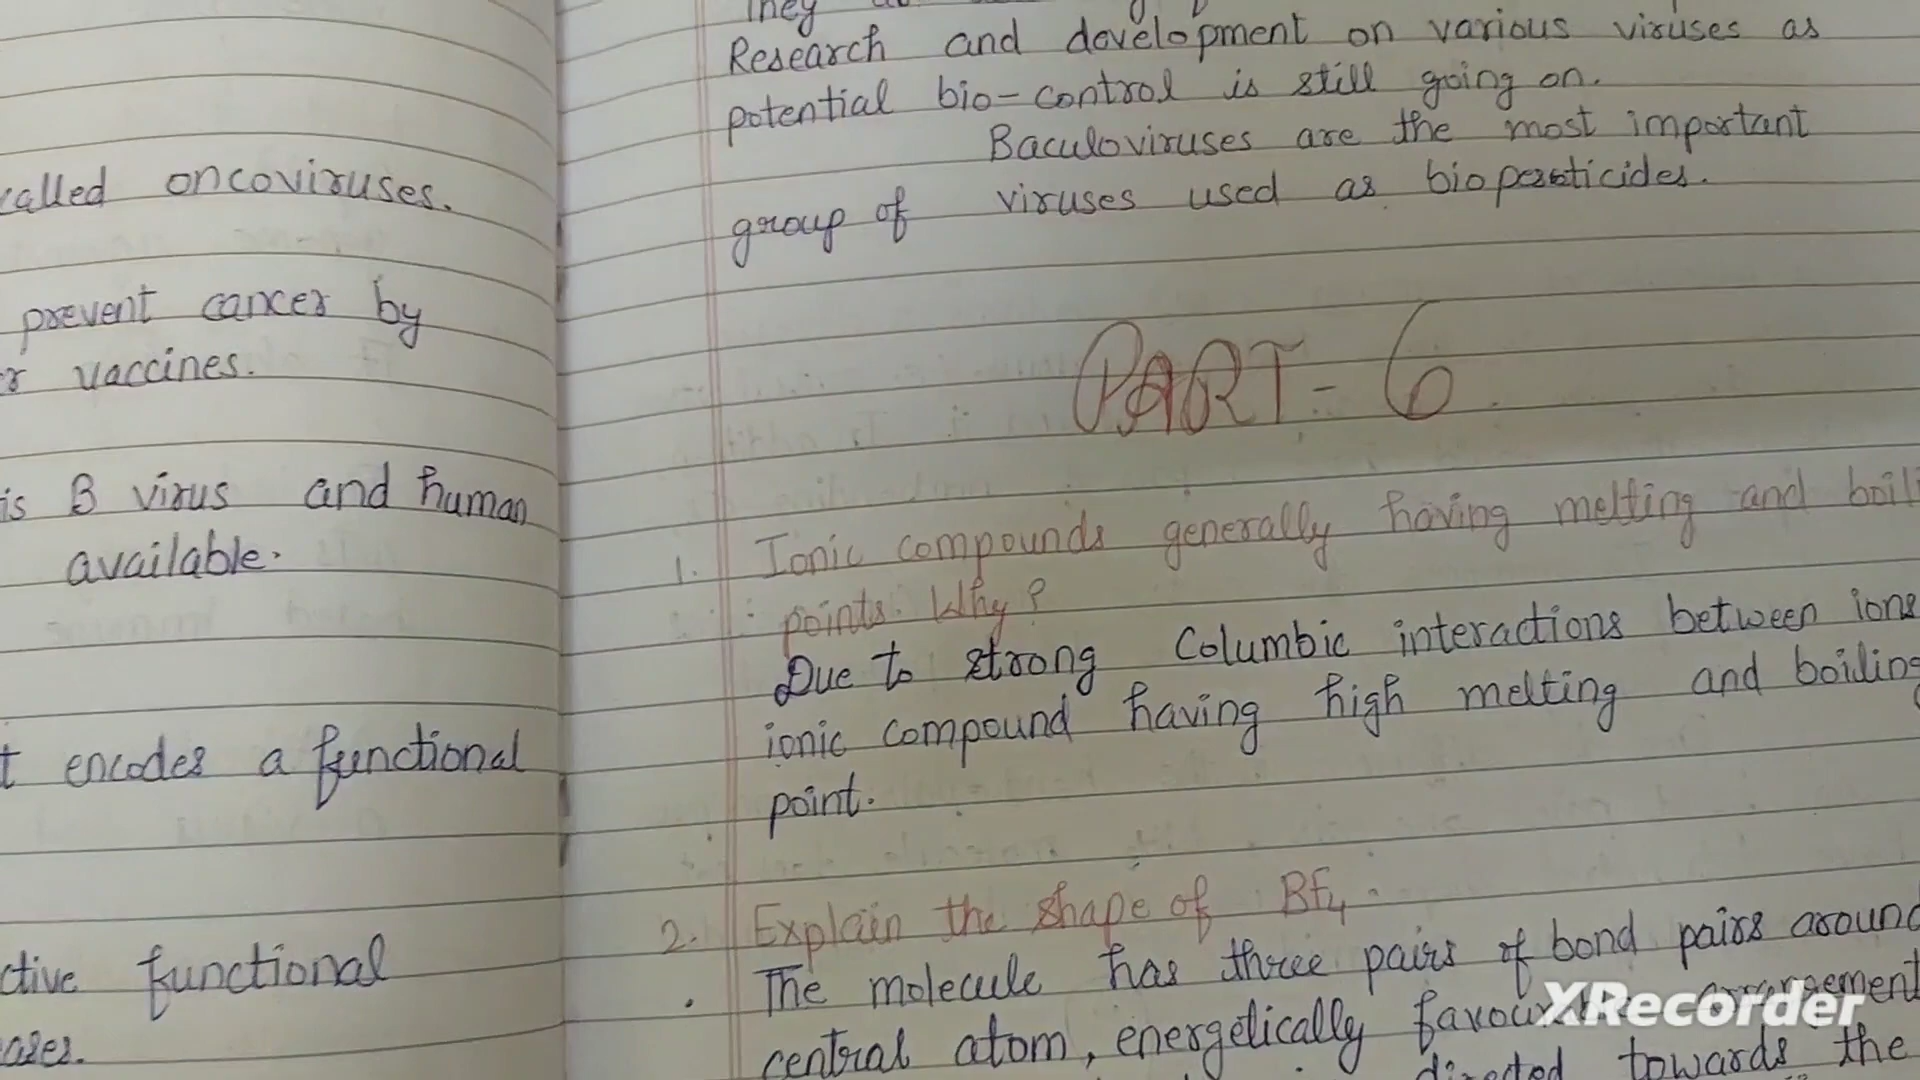 called oncoviruses.
prevent cancer by
vaccines.
is B virus and human
available.
encodes a functional
functional
They
Research and development on various viruses as
potential bio-control is still going on.
Baculoviruses are the most important
group of viruses used as biopesticides.
PART-6
1. Ionic compounds generally having melting and boili
points. Why?
Due to strong Columbic interactions between ions
ionic compound having high melting and boiling
point.
2. Explain the shape of BF4.
The molecule has three pairs of bond pairs around
central atom, energetically
directed towards the
XRecorder